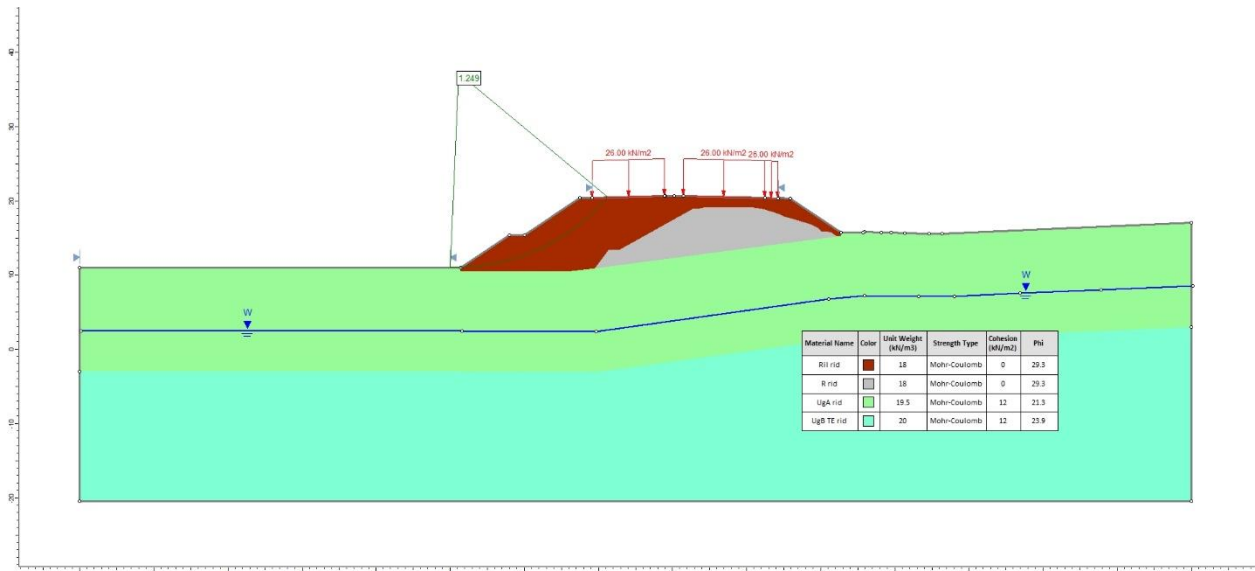 40
30
20
10
0
-10
-20
1.249
26.00 kN/m2
26.00 kN/m2
26.00 kN/m2
W
W
Material Name Color Unit Weight (kN/m3) Strength Type Cohesion (kN/m2) Phi
Ril rid 18 Mohr-Coulomb 0 29.3
R rid 18 Mohr-Coulomb 0 29.3
UgA rid 19.5 Mohr-Coulomb 12 21.3
UgB TE rid 20 Mohr-Coulomb 12 23.9